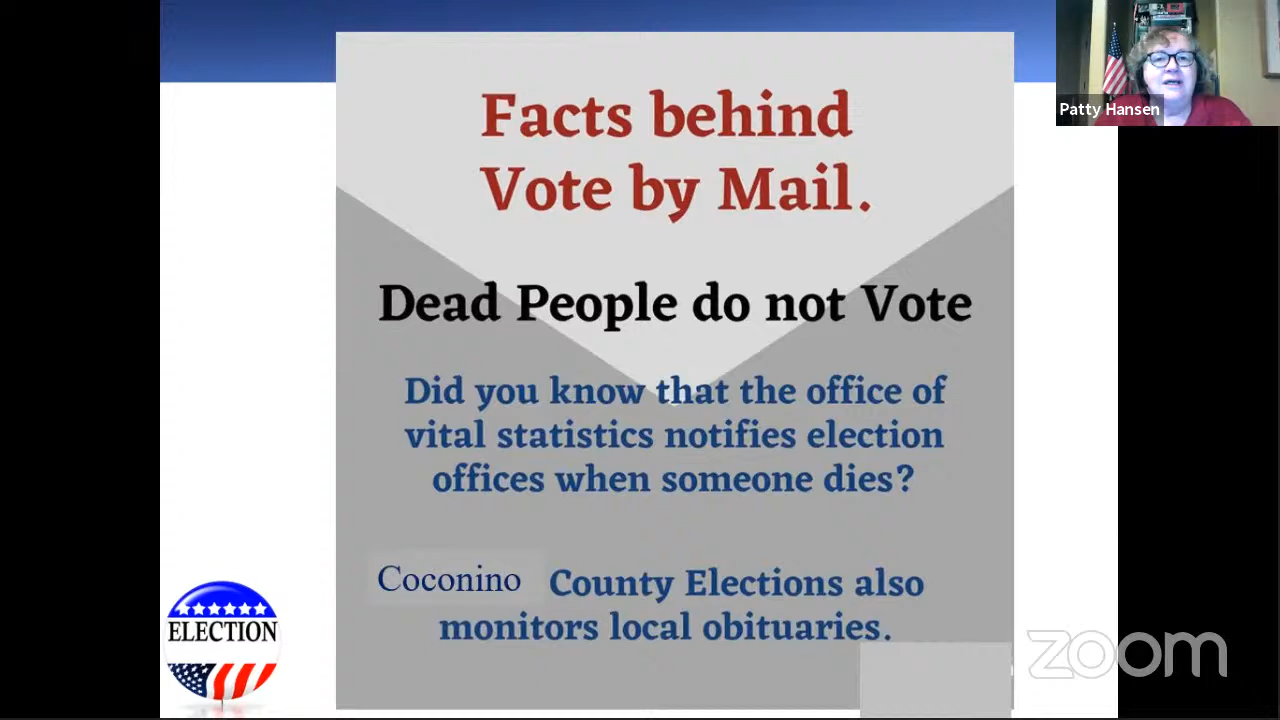 Facts behind
Vote by Mail.
Dead People do not Vote
Did you know that the office of
vital statistics notifies election
offices when someone dies?
Coconino County Elections also
monitors local obituaries.
ELECTION
Patty Hansen
zoom